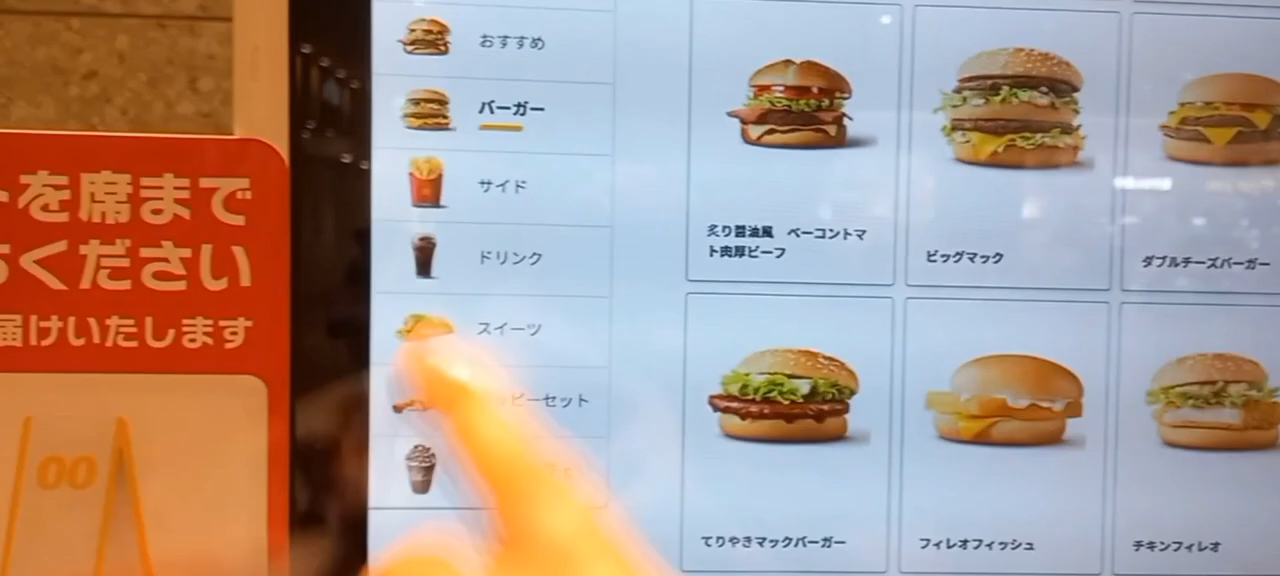 を席まで
ください
届けいたします
00
おすすめ
バーガー
サイド
ドリンク
スイーツ
ピーセット
炙り醤油風 ベーコントマ
ト肉厚ビーフ
ビッグマック
ダブルチーズバーガー
てりやきマックバーガー
フィレオフィッシュ
チキンフィレオ